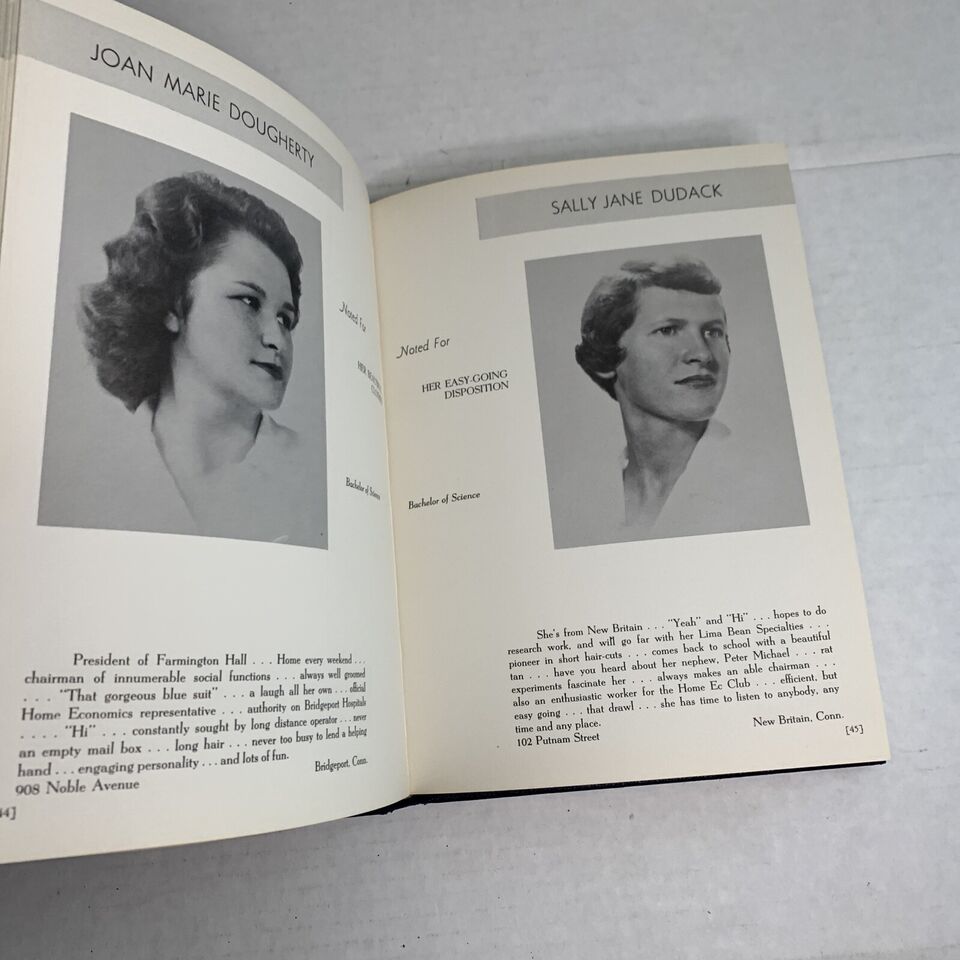 JOAN MARIE DOUGHERTY
Noted For
HER
Bachelor of Science
President of Farmington Hall . . . Home every weekend . . .
chairman of innumerable social functions . . . always well groomed
. . . . "That gorgeous blue suit" . . . a laugh all her own . . . official
Home Economics representative . . . authority on Bridgeport Hospitals
. . . . "Hi" . . . constantly sought by long distance operator . . . never
an empty mail box . . . long hair . . . never too busy to lend a helping
hand . . . engaging personality . . . and lots of fun.
908 Noble Avenue Bridgeport, Conn.
44]
SALLY JANE DUDACK
Noted For
HER EASY-GOING
DISPOSITION
Bachelor of Science
She's from New Britain . . . "Yeah" and "Hi" . . . hopes to do
research work, and will go far with her Lima Bean Specialties . . .
pioneer in short hair-cuts . . . comes back to school with a beautiful
tan . . . have you heard about her nephew, Peter Michael . . . rat
experiments fascinate her . . . always makes an able chairman . . .
also an enthusiastic worker for the Home Ec Club . . . efficient, but
easy going . . . that drawl . . . she has time to listen to anybody, any
time and any place.
102 Putnam Street New Britain, Conn.
[45]